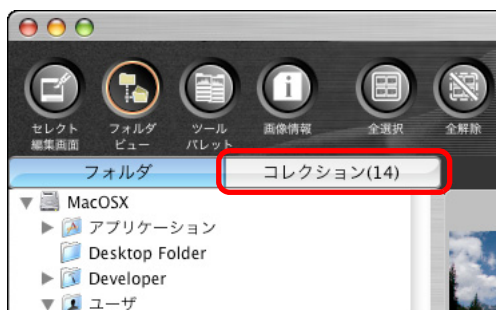 セレクト
編集画面
フォルダ
ビュー
ツール
パレット
画像情報
全選択
全解除
フォルダ
コレクション(14)
MacOSX
アプリケーション
Desktop Folder
Developer
ユーザ